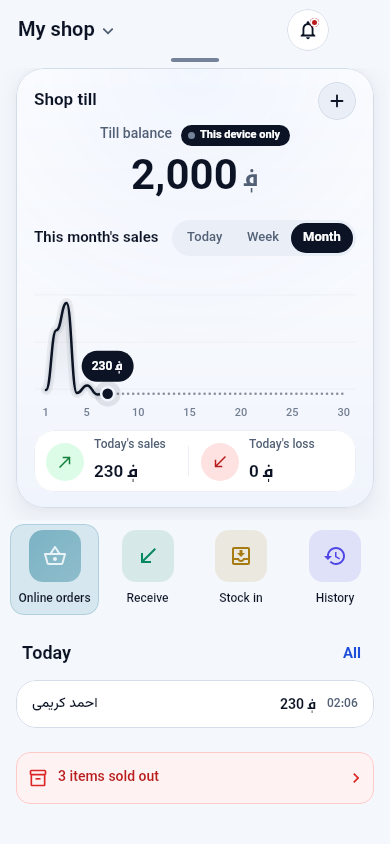 My shop
Shop till
Till balance This device only
2,000 ؋
This month's sales Today Week Month
230 ؋
1 5 10 15 20 25 30
Today's sales Today's loss
230 ؋ 0 ؋
Online orders Receive Stock in History
Today All
احمد کریمی 230 ؋ 02:06
3 items sold out